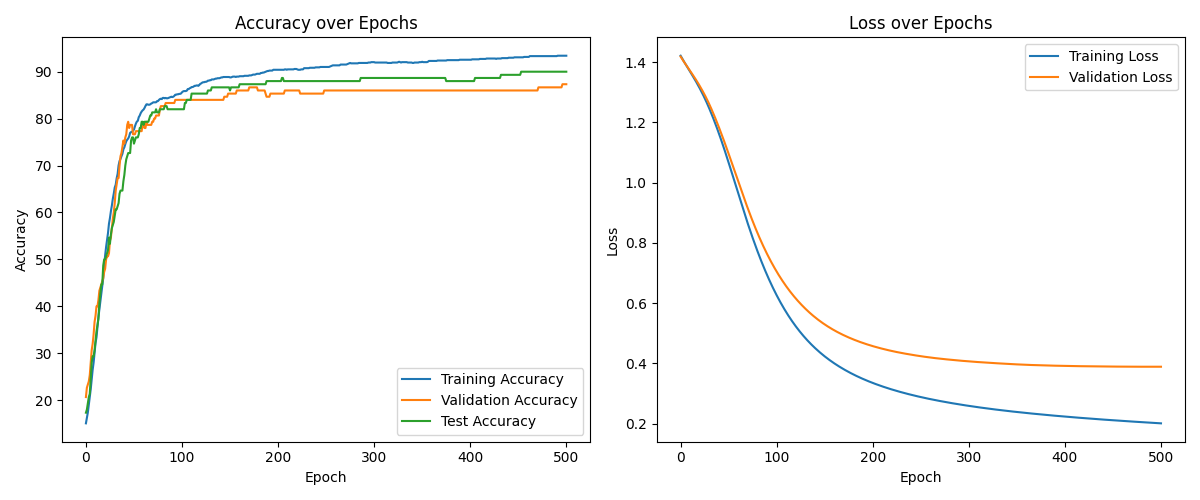 Accuracy over Epochs
Accuracy
90
80
70
60
50
40
30
20
0 100 200 300 400 500
Epoch
Training Accuracy
Validation Accuracy
Test Accuracy
Loss over Epochs
Loss
1.4
1.2
1.0
0.8
0.6
0.4
0.2
0 100 200 300 400 500
Epoch
Training Loss
Validation Loss